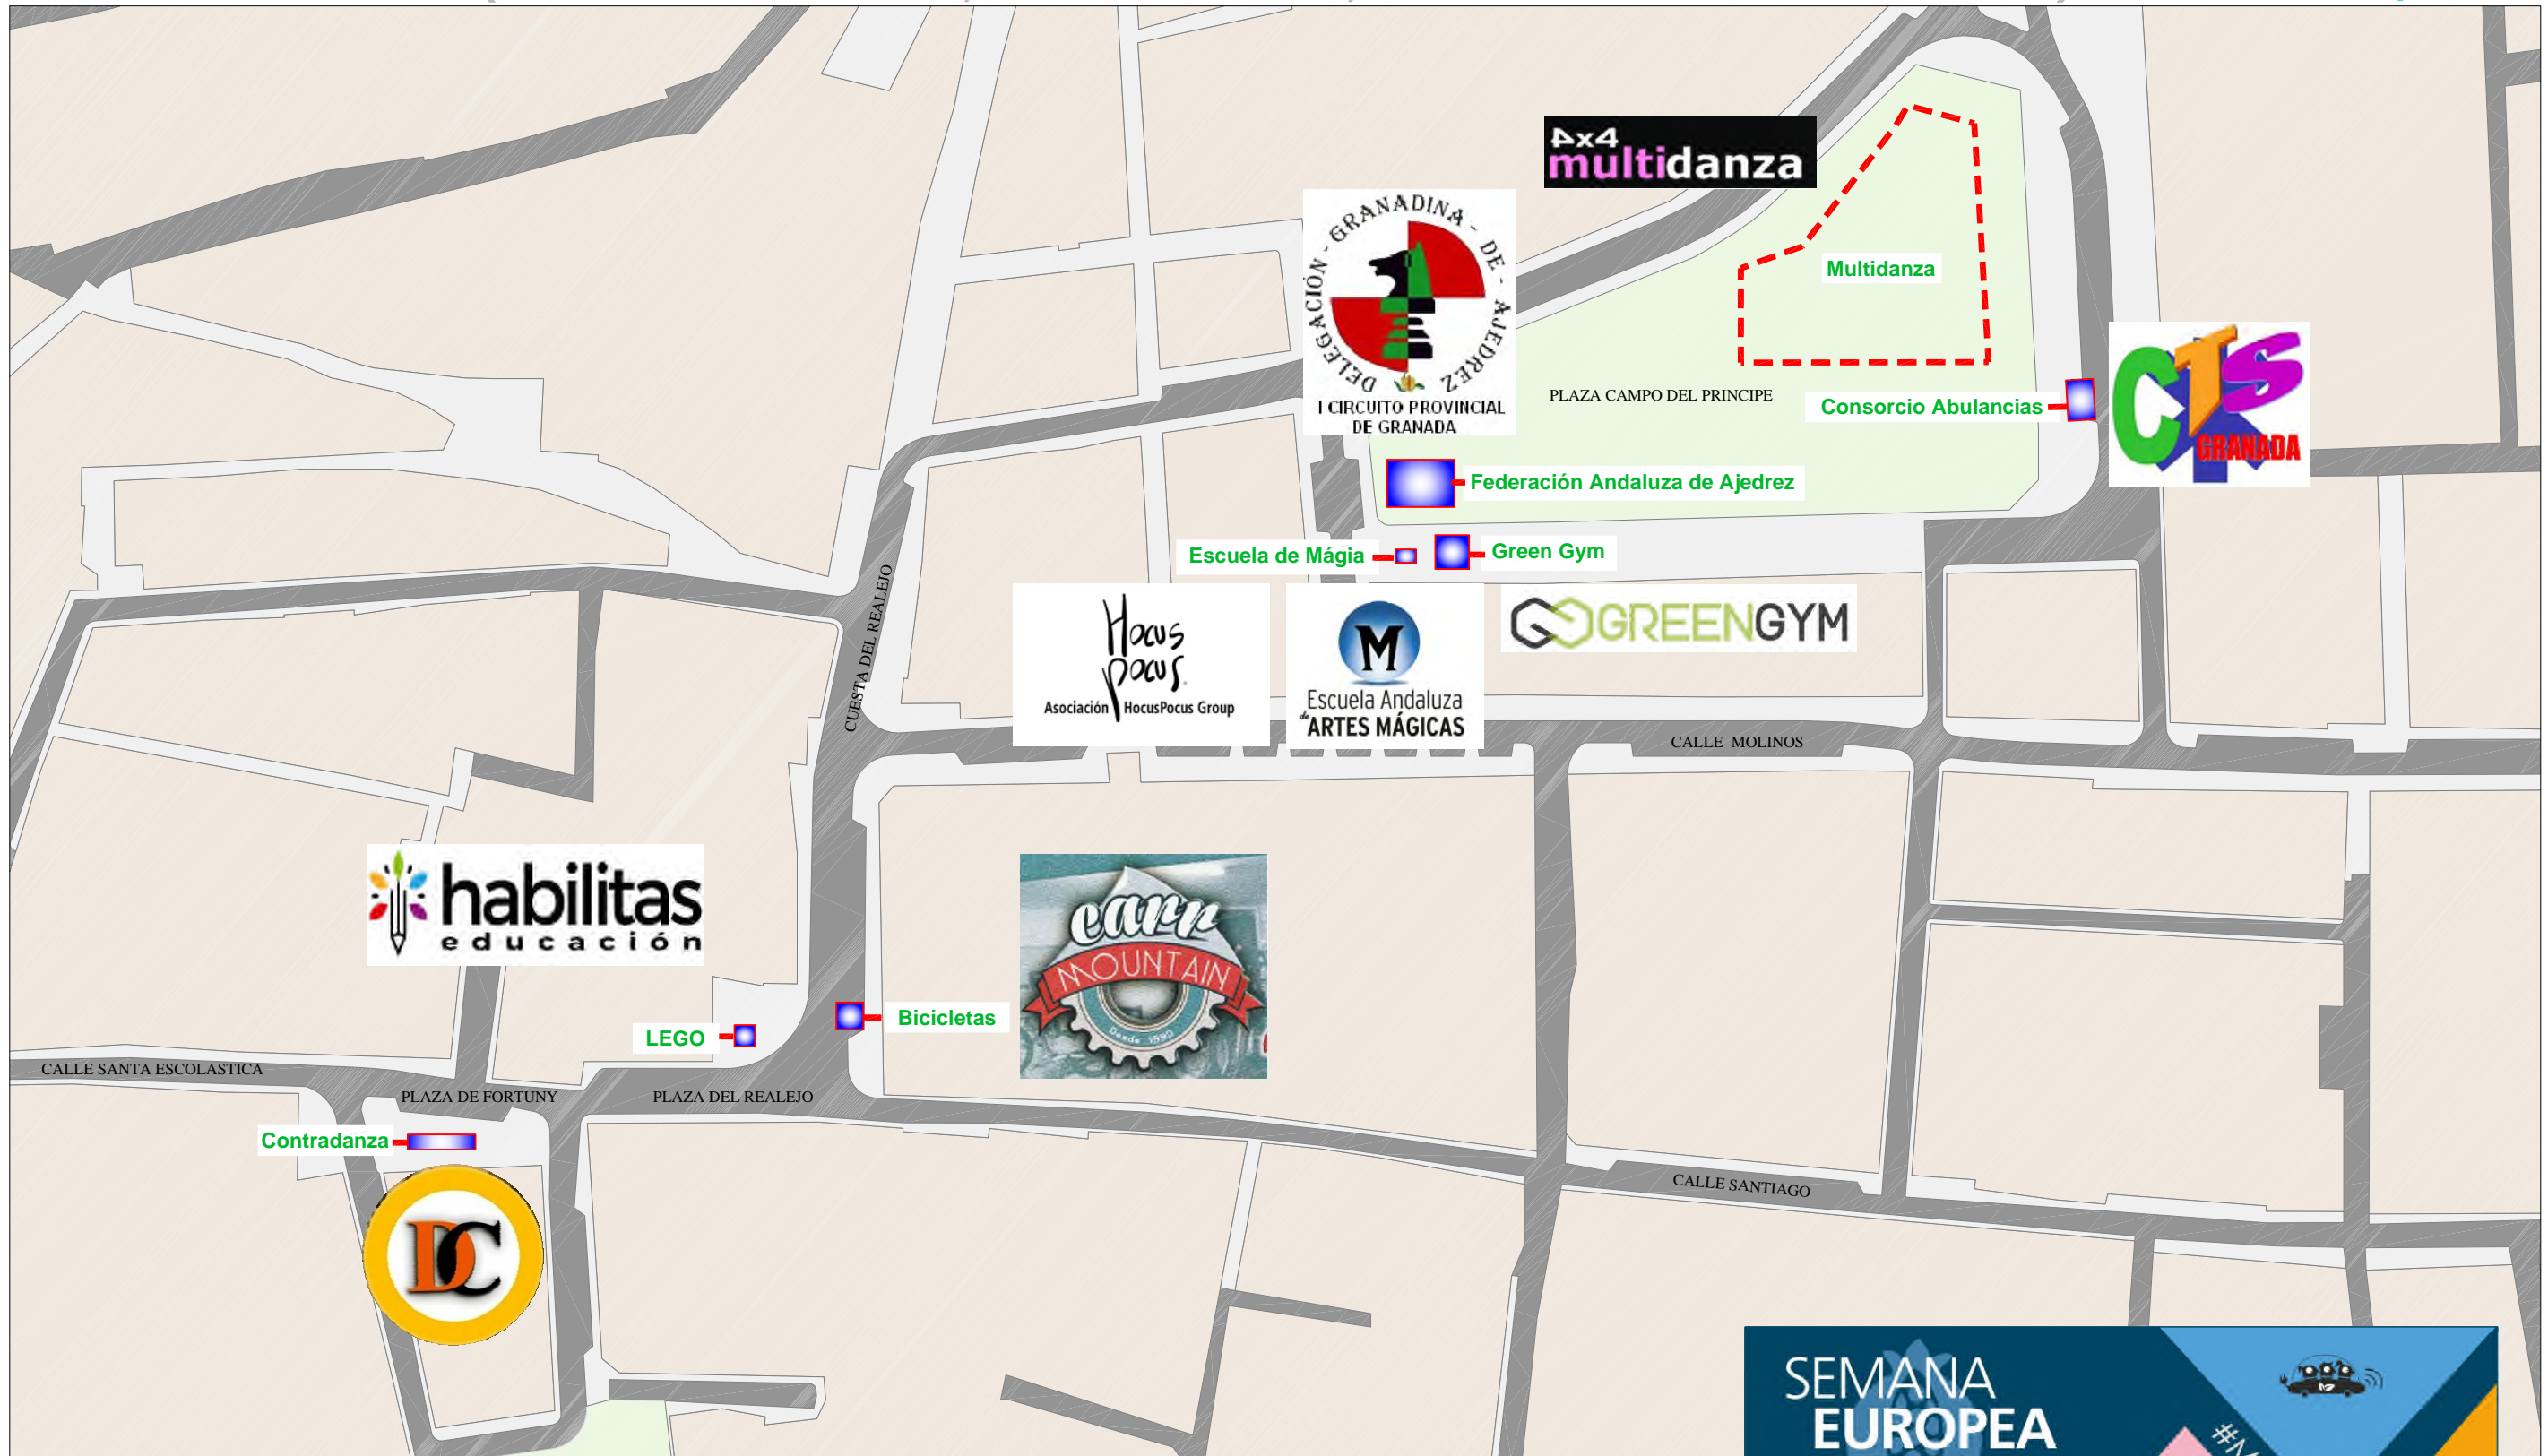 4x4
multidanza
DELEGACIÓN - GRANADINA - DE - AJEDREZ
I CIRCUITO PROVINCIAL
DE GRANADA
Multidanza
PLAZA CAMPO DEL PRINCIPE
Consorcio Abulancias
CTS
GRANADA
Federación Andaluza de Ajedrez
Escuela de Mágia
Green Gym
CUESTA DEL REALEJO
Hocus
pocus
Asociación HocusPocus Group
M
Escuela Andaluza
de ARTES MÁGICAS
GREENGYM
CALLE MOLINOS
habilitas
educación
carr
MOUNTAIN
Desde 1990
Bicicletas
LEGO
CALLE SANTA ESCOLASTICA
PLAZA DE FORTUNY
PLAZA DEL REALEJO
Contradanza
DC
CALLE SANTIAGO
SEMANA
EUROPEA